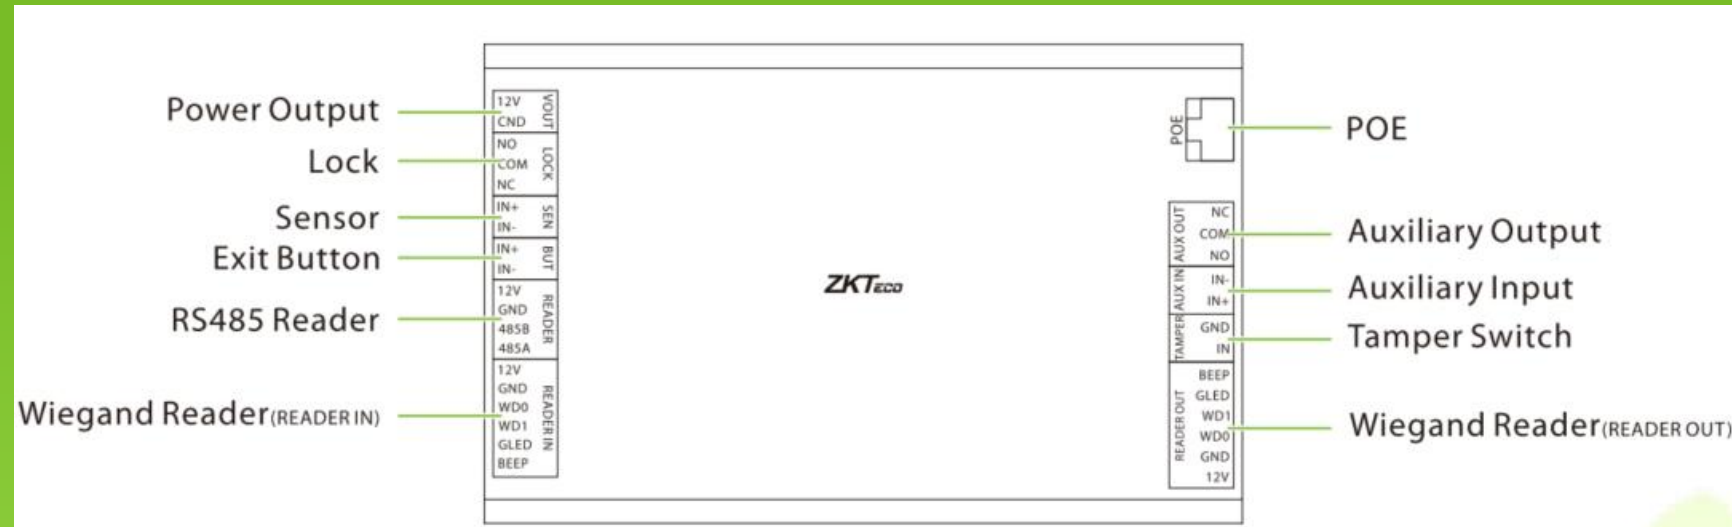 Power Output
Lock
Sensor
Exit Button
RS485 Reader
Wiegand Reader(READER IN)
12V
CND
VOUT
NO
COM
NC
LOCK
IN+
IN-
SEN
IN+
IN-
BUT
12V
GND
485B
485A
READER
12V
GND
WD0
WD1
GLED
BEEP
READER IN
ZKTECO
POE
NC
COM
NO
AUX OUT
IN-
IN+
AUX IN
GND
IN
TAMPER
BEEP
GLED
WD1
WD0
GND
12V
READER OUT
POE
Auxiliary Output
Auxiliary Input
Tamper Switch
Wiegand Reader(READER OUT)